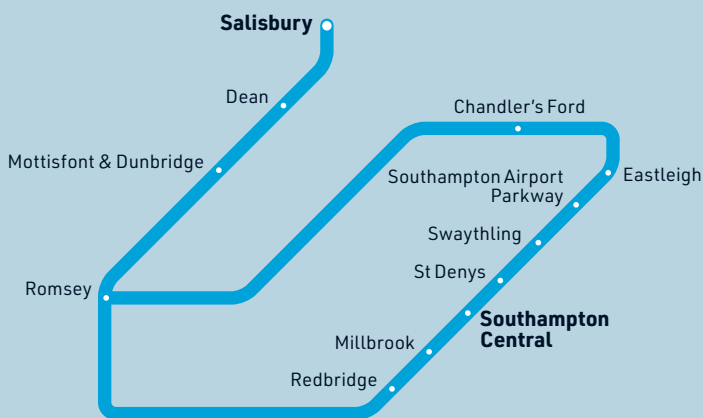 Salisbury
Dean
Chandler’s Ford
Mottisfont & Dunbridge
Southampton Airport
Parkway
Eastleigh
Swaythling
St Denys
Romsey
Southampton
Central
Millbrook
Redbridge